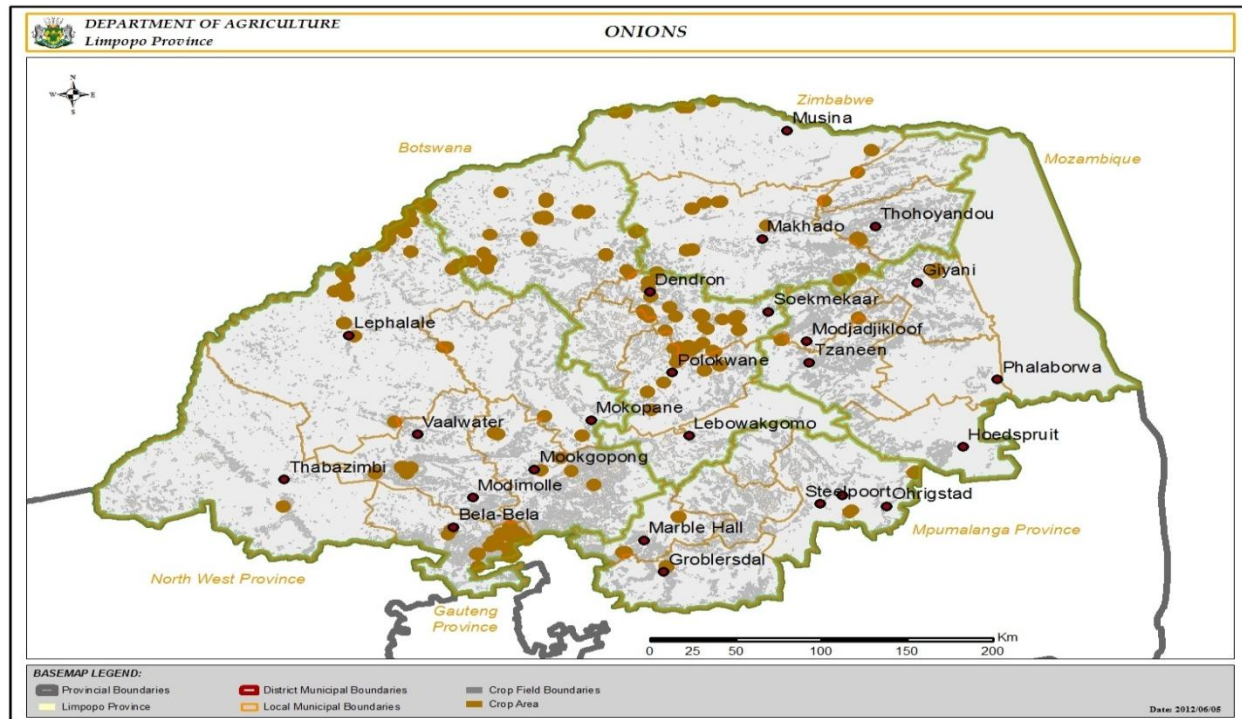 DEPARTMENT OF AGRICULTURE
Limpopo Province
ONIONS
N
W E
S
Zimbabwe
Musina
Botswana
Mozambique
Thohoyandou
Makhado
Giyani
Dendron
Soekmekaar
Lephalale
Modjadjikloof
Tzaneen
Polokwane
Phalaborwa
Mokopane
Vaalwater
Lebowakgomo
Hoedspruit
Mookgopong
Thabazimbi
Modimolle
Steelpoort
Ohrigstad
Bela-Bela
Marble Hall
Mpumalanga Province
Groblersdal
North West Province
Gauteng
Province
Km
0 25 50 100 150 200
BASEMAP LEGEND:
Provincial Boundaries
District Municipal Boundaries
Crop Field Boundaries
Limpopo Province
Local Municipal Boundaries
Crop Area
Date: 2012/06/05